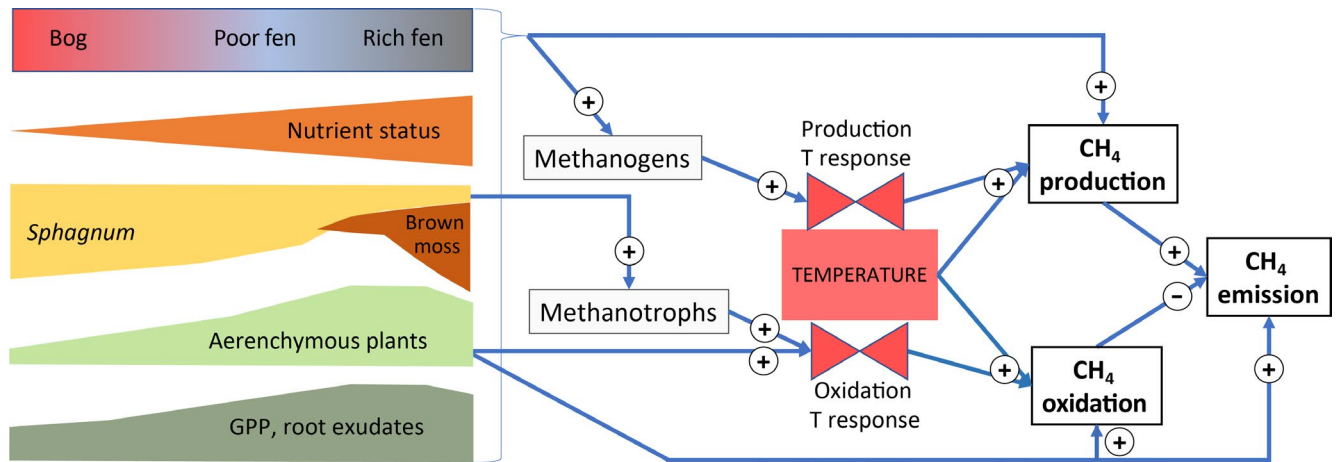 Bog Poor fen Rich fen
Nutrient status
Sphagnum
Brown
moss
Aerenchymous plants
GPP, root exudates
+
+
Methanogens
+
Production
T response
+
CH₄
production
+
Methanotrophs
+
+
TEMPERATURE
+
Oxidation
T response
+
CH₄
oxidation
+
+
−
CH₄
emission
+